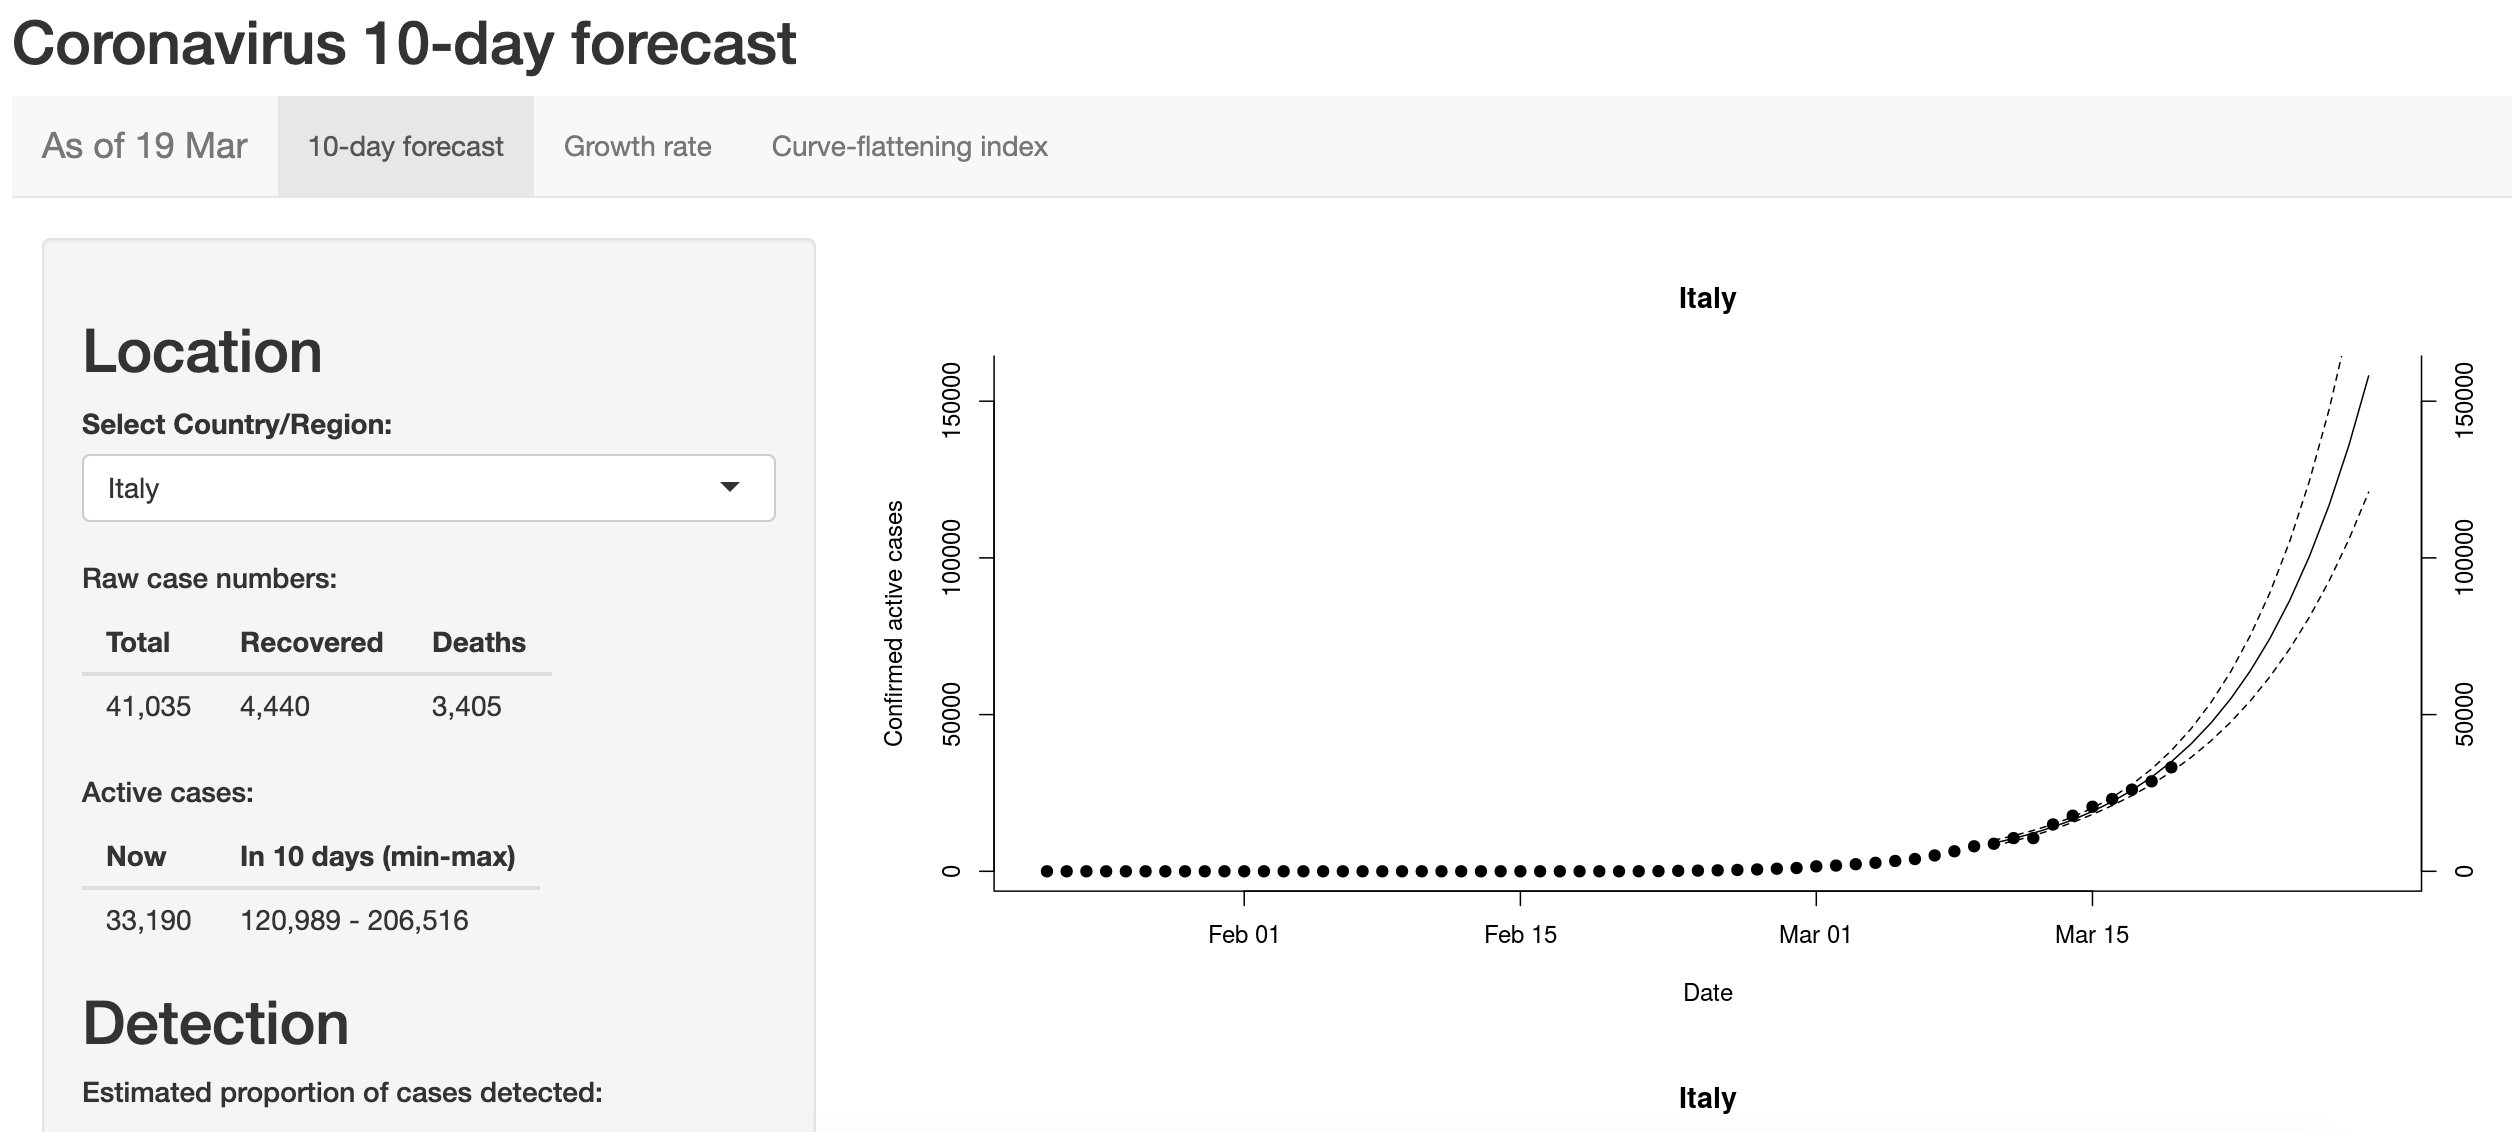 Coronavirus 10-day forecast
As of 19 Mar 10-day forecast Growth rate Curve-flattening index
Location
Select Country/Region:
Italy
Raw case numbers:
Total Recovered Deaths
41,035 4,440 3,405
Active cases:
Now In 10 days (min-max)
33,190 120,989 - 206,516
Detection
Estimated proportion of cases detected:
Italy
Confirmed active cases
150000
100000
50000
0
150000
100000
50000
0
Feb 01 Feb 15 Mar 01 Mar 15
Date
Italy